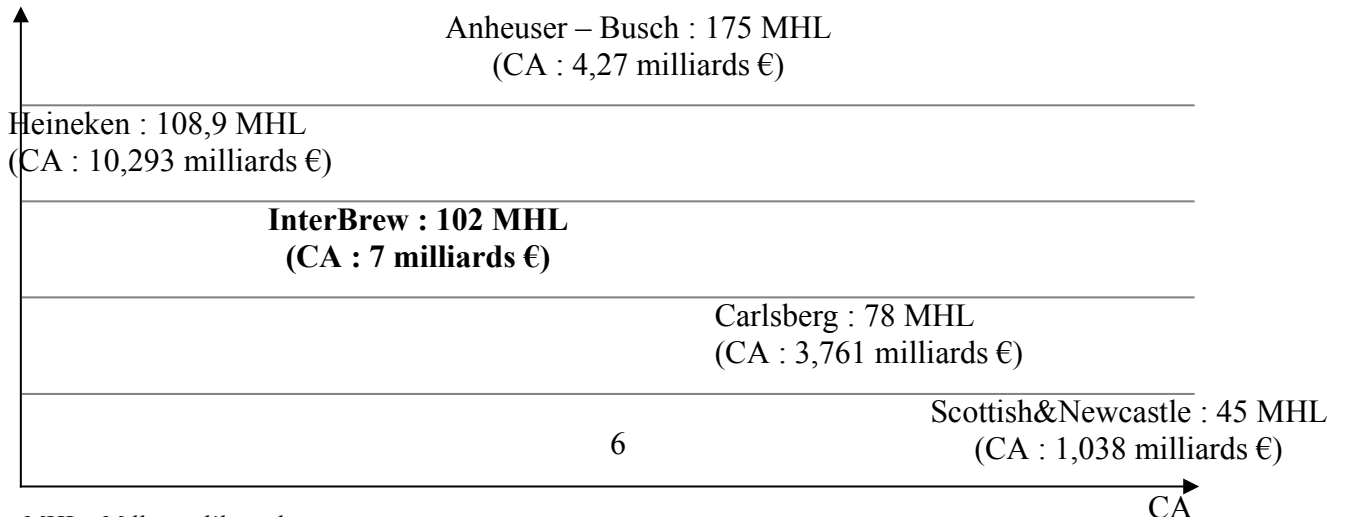 Anheuser – Busch : 175 MHL
(CA : 4,27 milliards €)
Heineken : 108,9 MHL
(CA : 10,293 milliards €)
InterBrew : 102 MHL
(CA : 7 milliards €)
Carlsberg : 78 MHL
(CA : 3,761 milliards €)
Scottish&Newcastle : 45 MHL
(CA : 1,038 milliards €)
6
CA